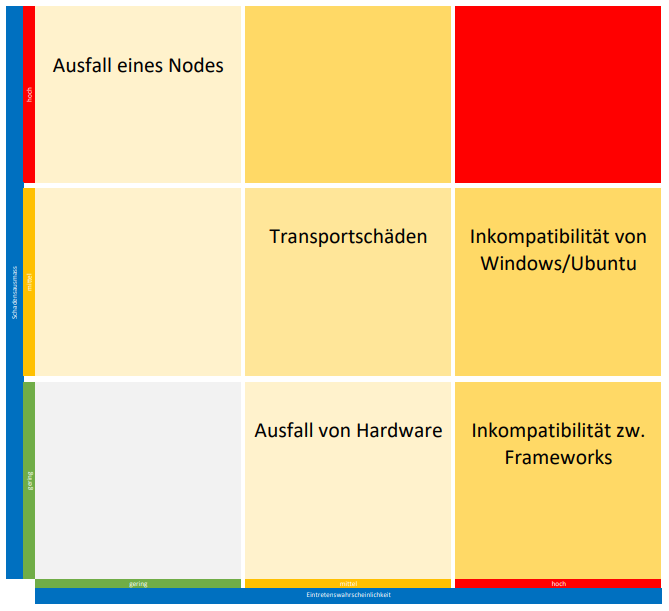 Ausfall eines Nodes
hoch
Transportschäden
Inkompatibilität von
Windows/Ubuntu
mittel
Schadensausmass
Ausfall von Hardware
Inkompatibilität zw.
Frameworks
gering
gering
mittel
hoch
Eintretenswahrscheinlichkeit